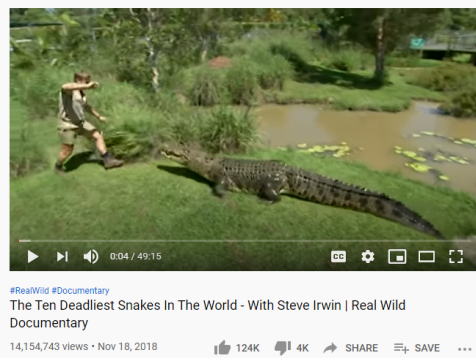 0:04 / 49:15
CC
#RealWild #Documentary
The Ten Deadliest Snakes In The World - With Steve Irwin | Real Wild
Documentary
14,154,743 views • Nov 18, 2018 124K 4K SHARE SAVE